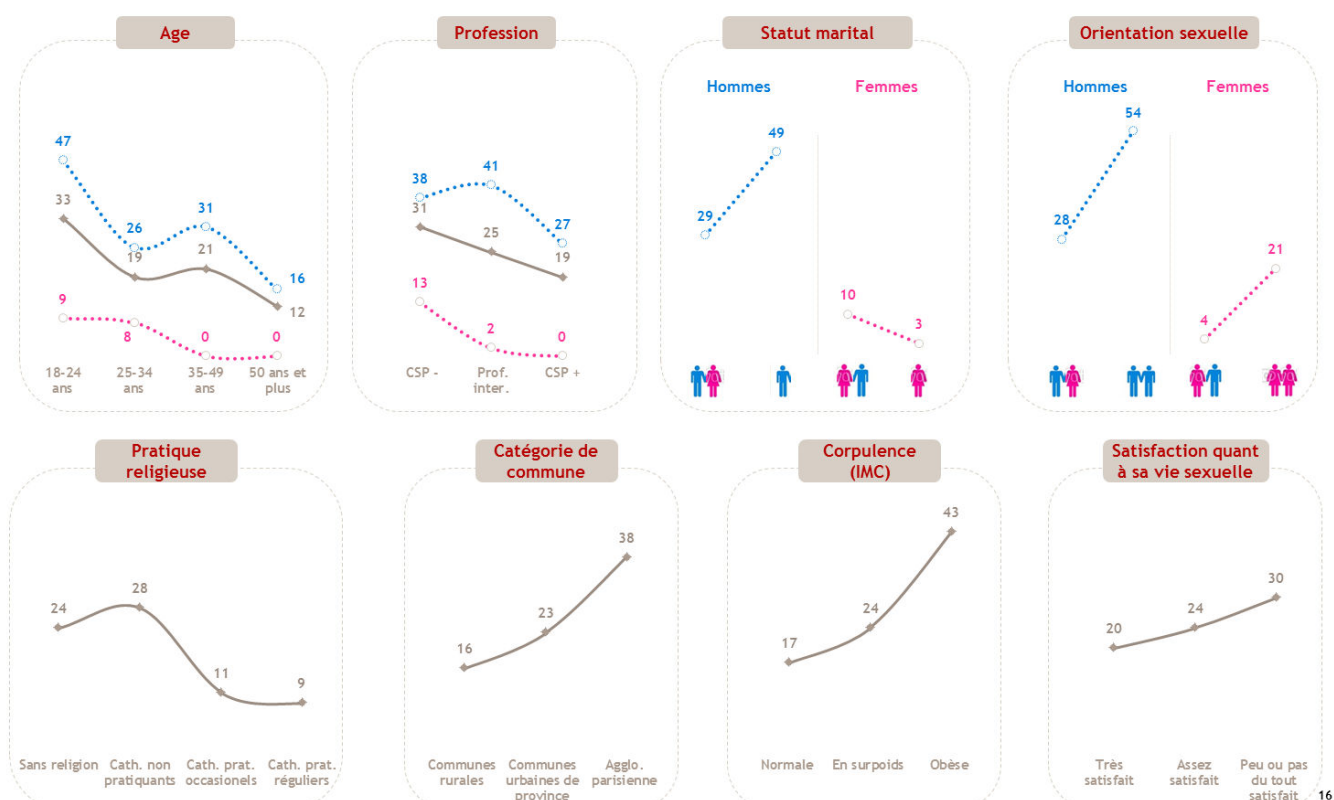 Age
47
33
26
19
31
21
16
12
9
8
0
0
18-24 ans
25-34 ans
35-49 ans
50 ans et plus
Profession
38
31
41
25
27
19
13
2
0
CSP -
Prof. inter.
CSP +
Statut marital
Hommes
Femmes
49
29
10
3
Orientation sexuelle
Hommes
Femmes
54
28
21
4
Pratique
religieuse
24
28
11
9
Sans religion
Cath. non pratiquants
Cath. prat. occasionels
Cath. prat. réguliers
Catégorie de
commune
16
23
38
Communes rurales
Communes urbaines de province
Agglo. parisienne
Corpulence
(IMC)
17
24
43
Normale
En surpoids
Obèse
Satisfaction quant
à sa vie sexuelle
20
24
30
Très satisfait
Assez satisfait
Peu ou pas du tout satisfait
16